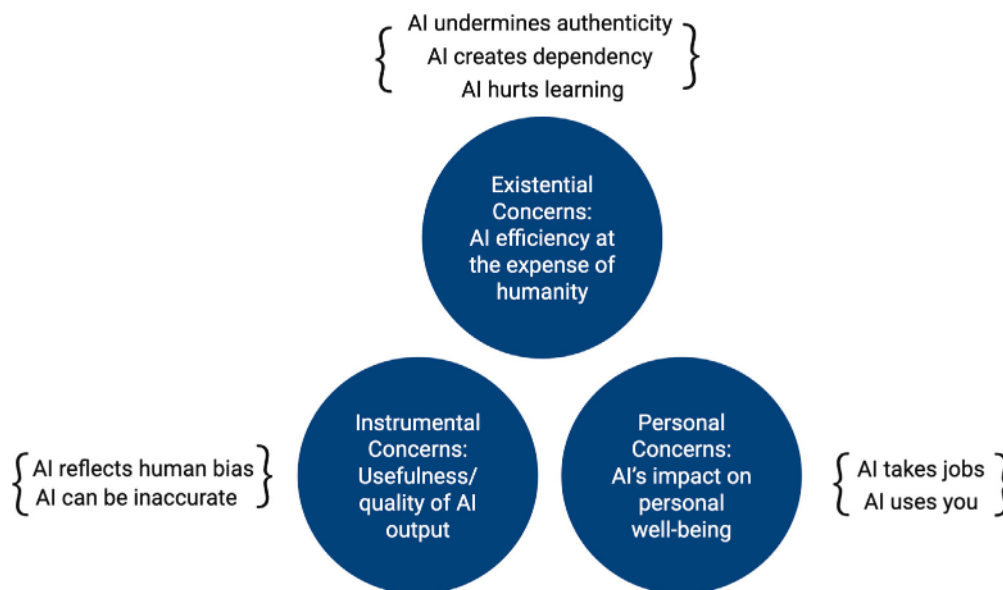 AI undermines authenticity
AI creates dependency
AI hurts learning
Existential
Concerns:
AI efficiency at
the expense of
humanity
Instrumental
Concerns:
Usefulness/
quality of AI
output
Personal
Concerns:
AI's impact on
personal
well-being
AI reflects human bias
AI can be inaccurate
AI takes jobs
AI uses you